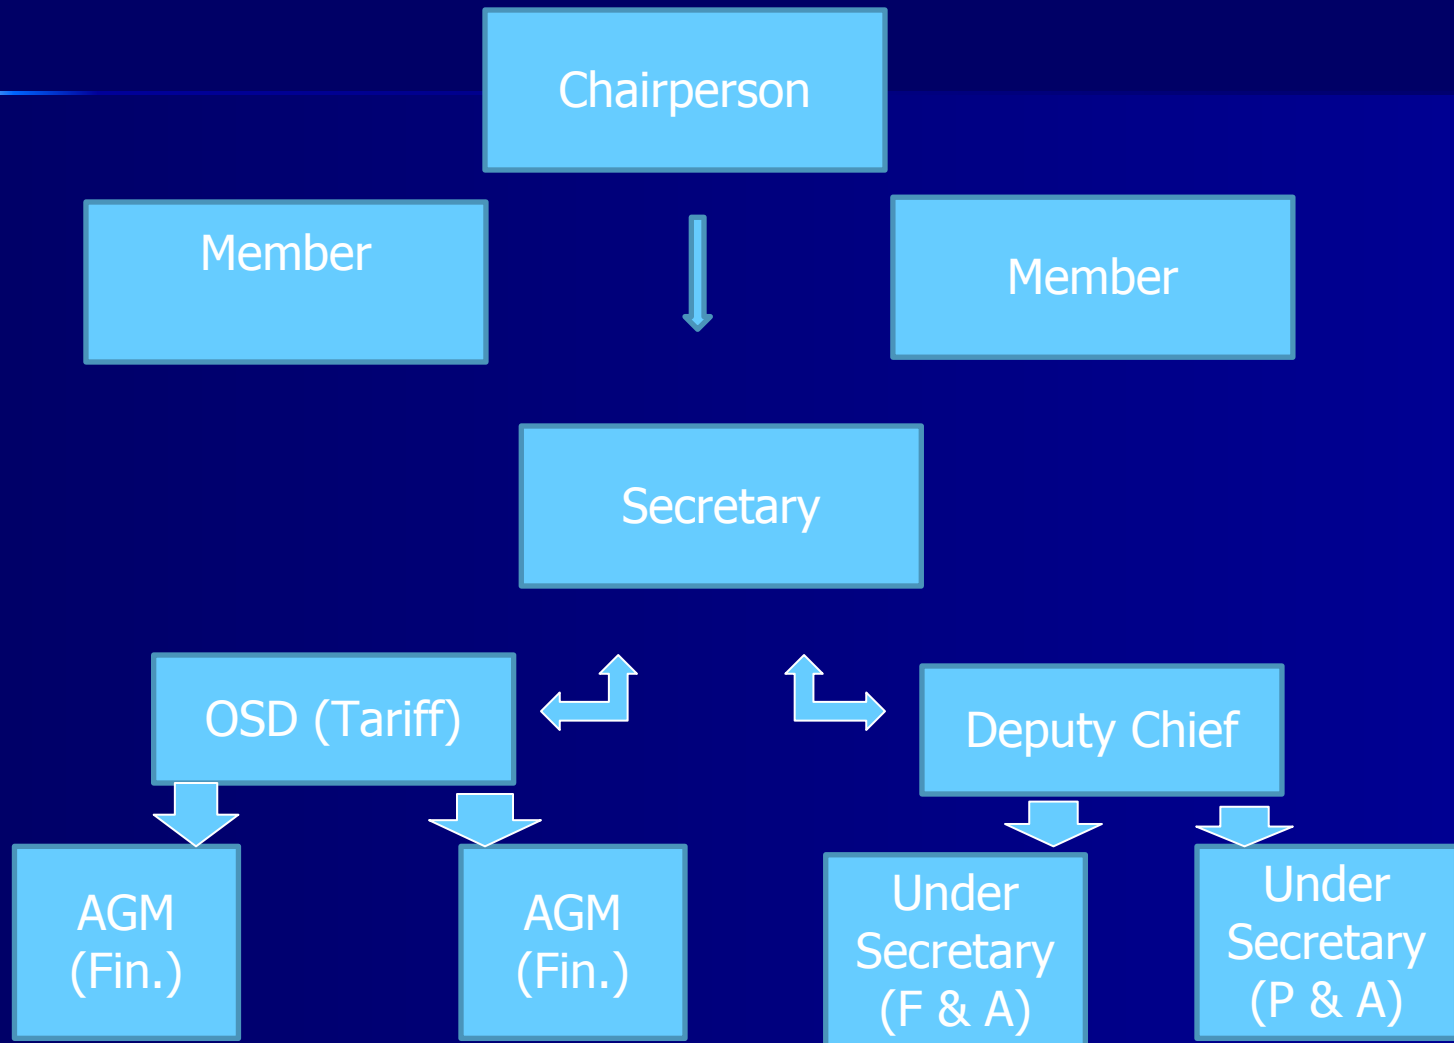 Chairperson
Member
Member
Secretary
OSD (Tariff)
Deputy Chief
AGM
(Fin.)
AGM
(Fin.)
Under
Secretary
(F & A)
Under
Secretary
(P & A)